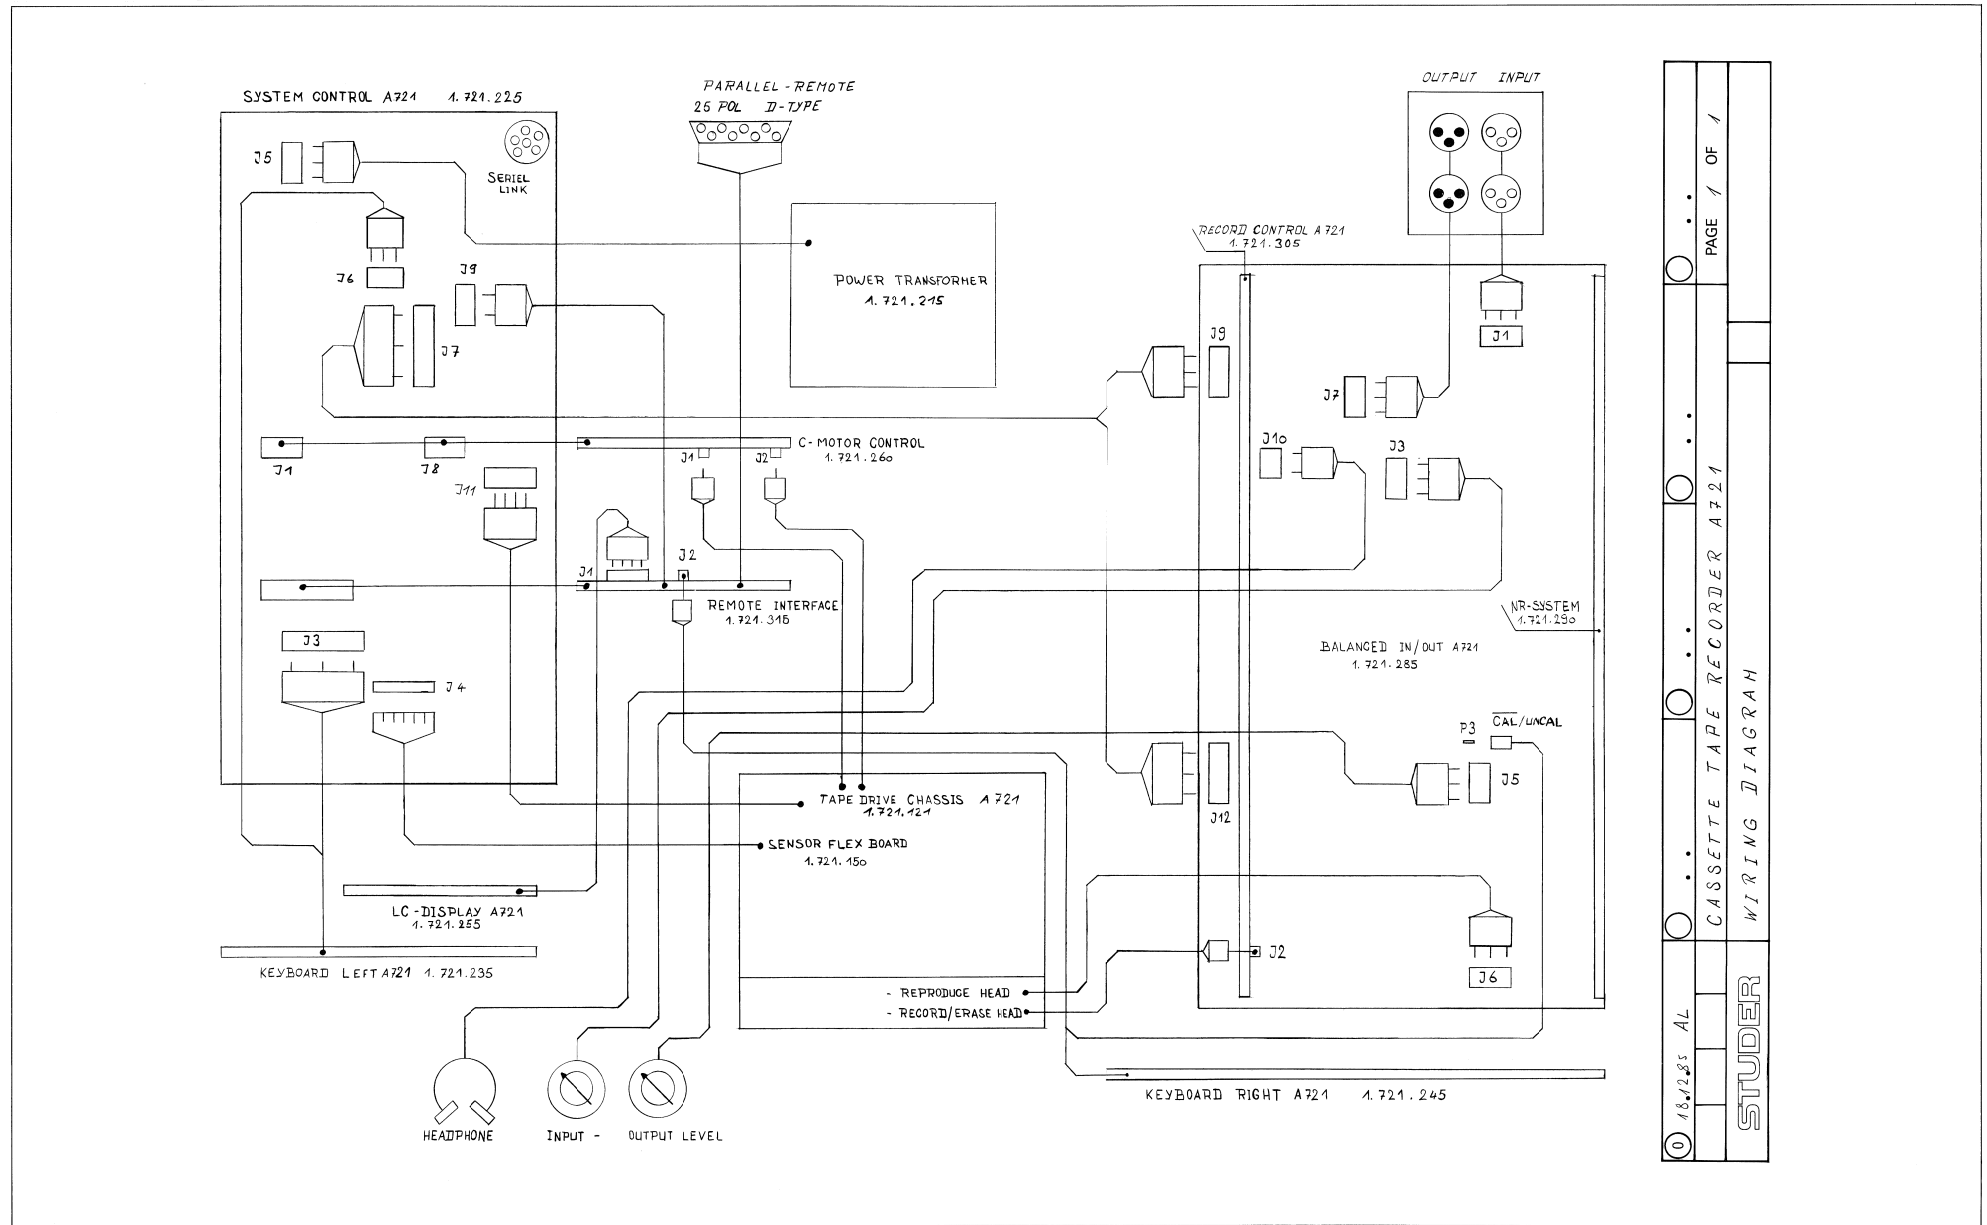 SYSTEM CONTROL A721 1.721.225
J5
SERIEL
LINK
J6
J9
J7
J1
J8
J11
J3
J4
PARALLEL-REMOTE
25 POL D-TYPE
POWER TRANSFORMER
1.721.215
C-MOTOR CONTROL
1.721.260
J1
J2
J1
J2
REMOTE INTERFACE
1.721.315
TAPE DRIVE CHASSIS A721
1.721.121
SENSOR FLEX BOARD
1.721.150
LC-DISPLAY A721
1.721.255
KEYBOARD LEFT A721 1.721.235
- REPRODUCE HEAD
- RECORD/ERASE HEAD
HEADPHONE
INPUT -
OUTPUT LEVEL
OUTPUT INPUT
RECORD CONTROL A721
1.721.305
J1
J9
J7
J10
J3
NR-SYSTEM
1.721.290
BALANCED IN/OUT A721
1.721.285
P3
CAL/UNCAL
J5
J12
J2
J6
KEYBOARD RIGHT A721 1.721.245
PAGE 1 OF 1
CASSETTE TAPE RECORDER A721
WIRING DIAGRAH
0 18.12.85 AL
STUDER